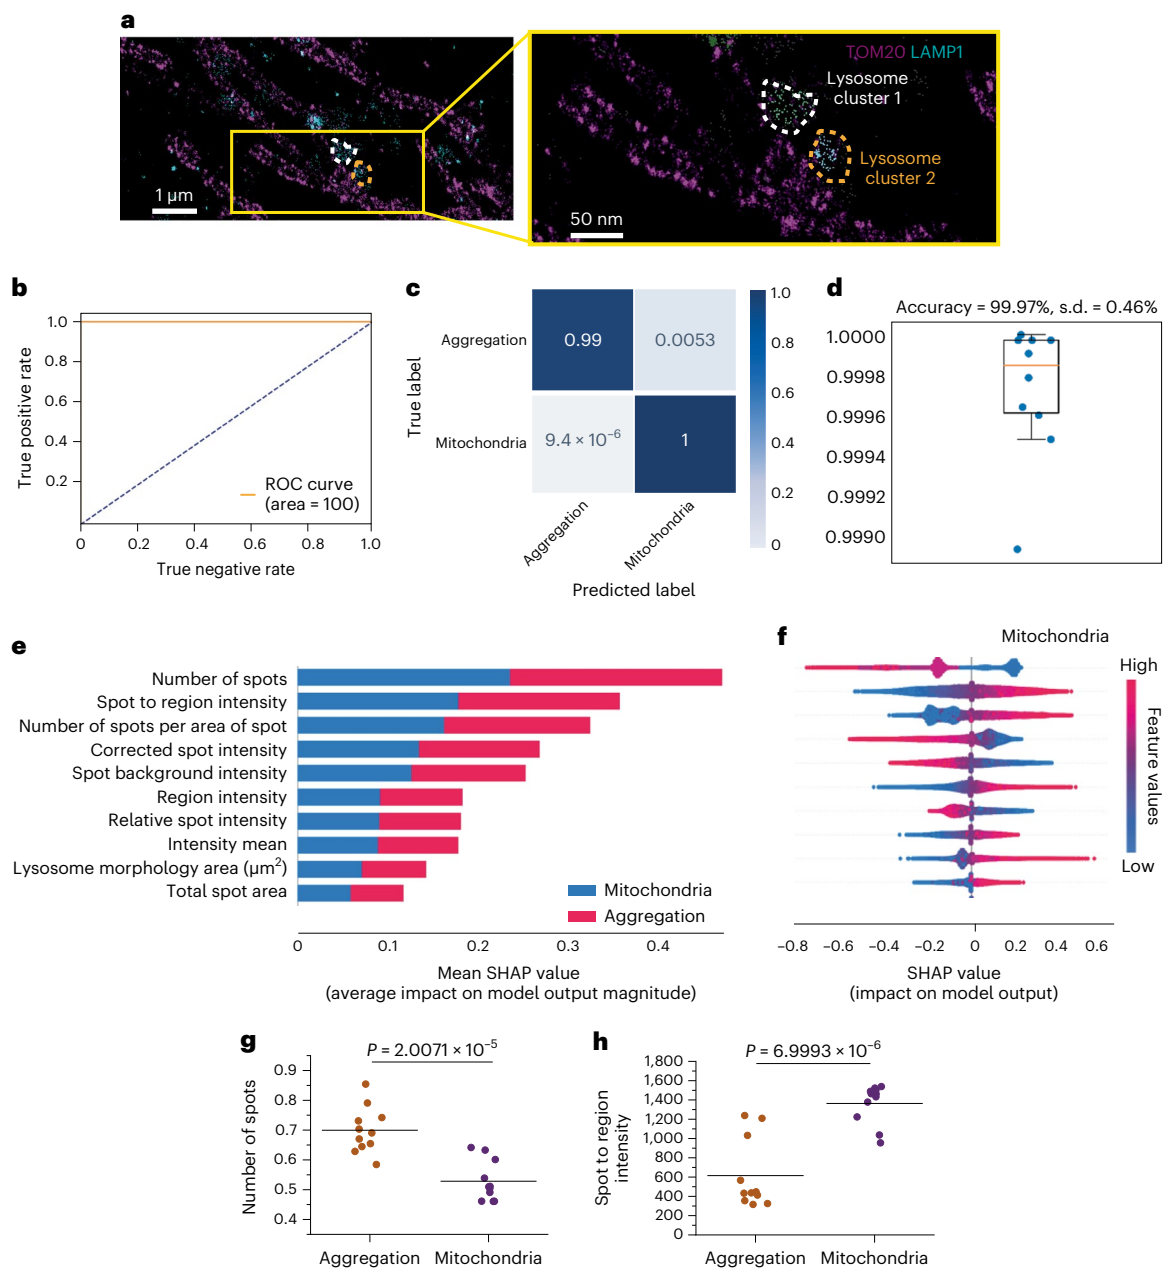 a
TOM20 LAMP1
Lysosome
cluster 1
Lysosome
cluster 2
1 µm
50 nm
b
1.0
0.8
0.6
0.4
0.2
True positive rate
ROC curve
(area = 100)
0 0.2 0.4 0.6 0.8 1.0
True negative rate
c
True label
Aggregation
Mitochondria
0.99
0.0053
9.4 × 10⁻⁶
1
Aggregation
Mitochondria
Predicted label
1.0
0.8
0.6
0.4
0.2
0
d
Accuracy = 99.97%, s.d. = 0.46%
1.0000
0.9998
0.9996
0.9994
0.9992
0.9990
e
Number of spots
Spot to region intensity
Number of spots per area of spot
Corrected spot intensity
Spot background intensity
Region intensity
Relative spot intensity
Intensity mean
Lysosome morphology area (µm²)
Total spot area
Mitochondria
Aggregation
0 0.1 0.2 0.3 0.4
Mean SHAP value
(average impact on model output magnitude)
f
Mitochondria
High
Feature values
Low
−0.8 −0.6 −0.4 −0.2 0 0.2 0.4 0.6
SHAP value
(impact on model output)
g
P = 2.0071 × 10⁻⁵
Number of spots
0.9
0.8
0.7
0.6
0.5
0.4
Aggregation Mitochondria
h
P = 6.9993 × 10⁻⁶
Spot to region
intensity
1,800
1,600
1,400
1,200
1,000
800
600
400
200
0
Aggregation Mitochondria